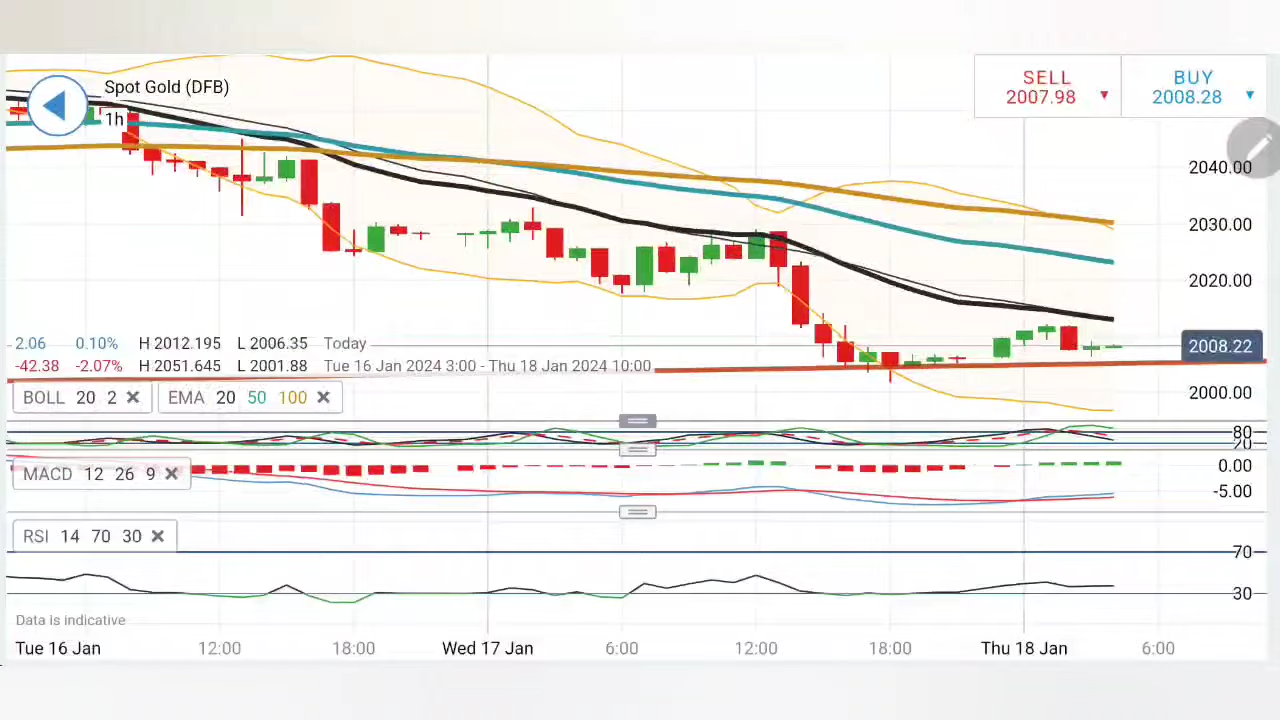 Spot Gold (DFB)
1h
SELL
2007.98
BUY
2008.28
2040.00
2030.00
2020.00
2008.22
2000.00
2.06 0.10% H 2012.195 L 2006.35 Today
-42.38 -2.07% H 2051.645 L 2001.88 Tue 16 Jan 2024 3:00 - Thu 18 Jan 2024 10:00
BOLL 20 2 EMA 20 50 100
80
20
MACD 12 26 9
0.00
-5.00
RSI 14 70 30
70
30
Data is indicative
Tue 16 Jan 12:00 18:00 Wed 17 Jan 6:00 12:00 18:00 Thu 18 Jan 6:00